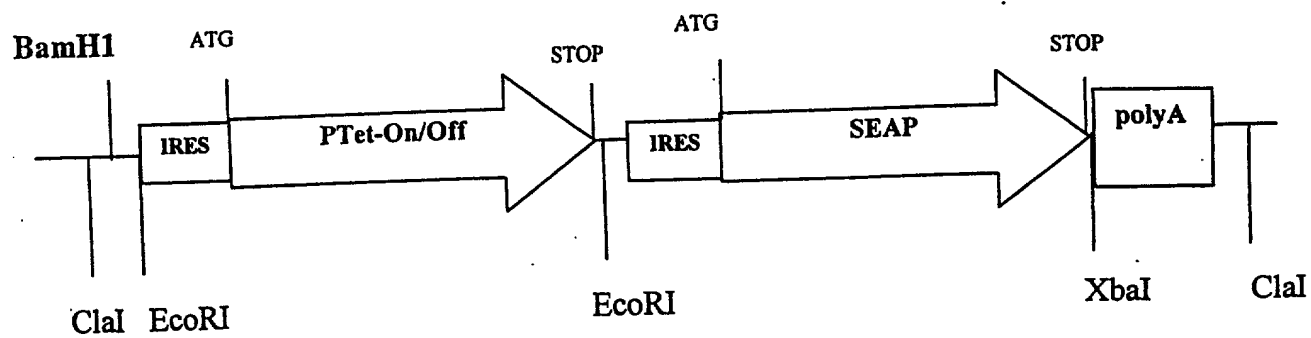 BamH1
ATG
STOP
ATG
STOP
IRES
PTet-On/Off
IRES
SEAP
polyA
ClaI
EcoRI
EcoRI
XbaI
ClaI